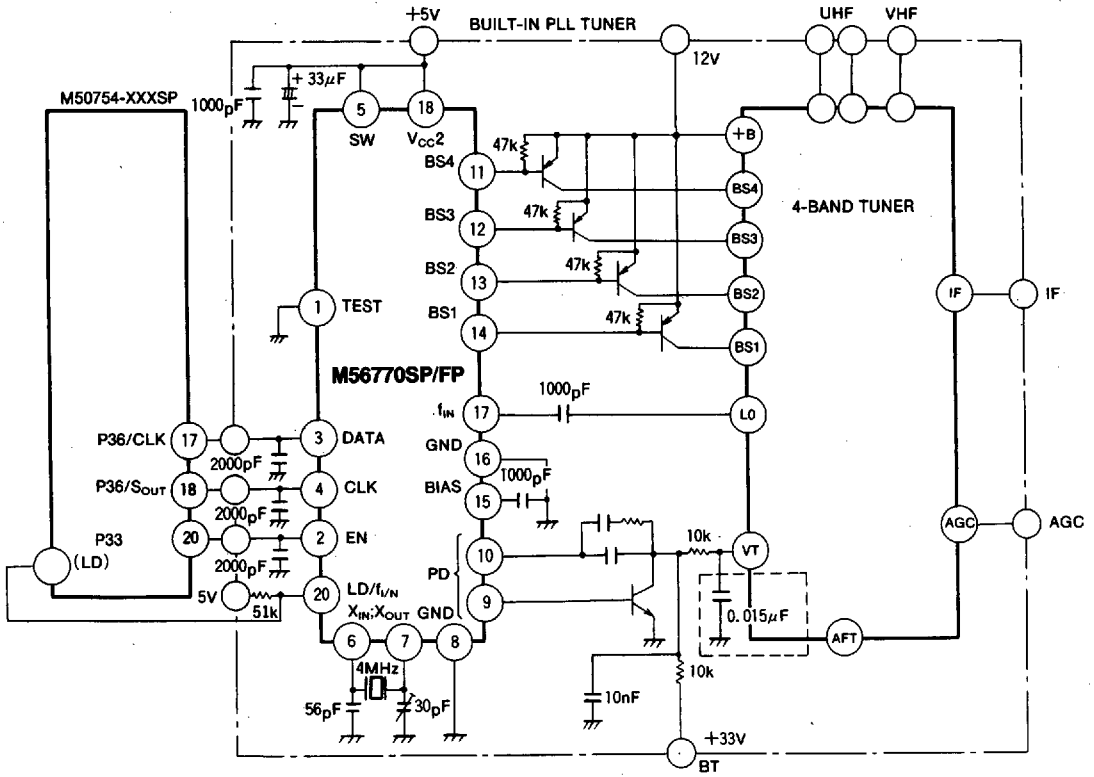 +5V
BUILT-IN PLL TUNER
UHF
VHF
12V
M50754-XXXSP
1000pF
+ 33μF
−
5
SW
18
VCC2
+B
47k
BS4
11
BS4
4-BAND TUNER
BS3
12
47k
BS3
BS2
13
47k
BS2
IF
IF
1
TEST
BS1
14
47k
BS1
M56770SP/FP
1000pF
fIN
17
LO
P36/CLK
17
3
DATA
GND
16
2000pF
1000pF
P36/SOUT
18
4
CLK
BIAS
15
2000pF
P33
20
2
EN
AGC
AGC
10
10k
VT
(LD)
2000pF
PD
5V
51k
20
LD/fI/N
9
0.015μF
XIN;XOUT
GND
6
7
8
AFT
4MHz
10k
56pF
30pF
10nF
+33V
BT